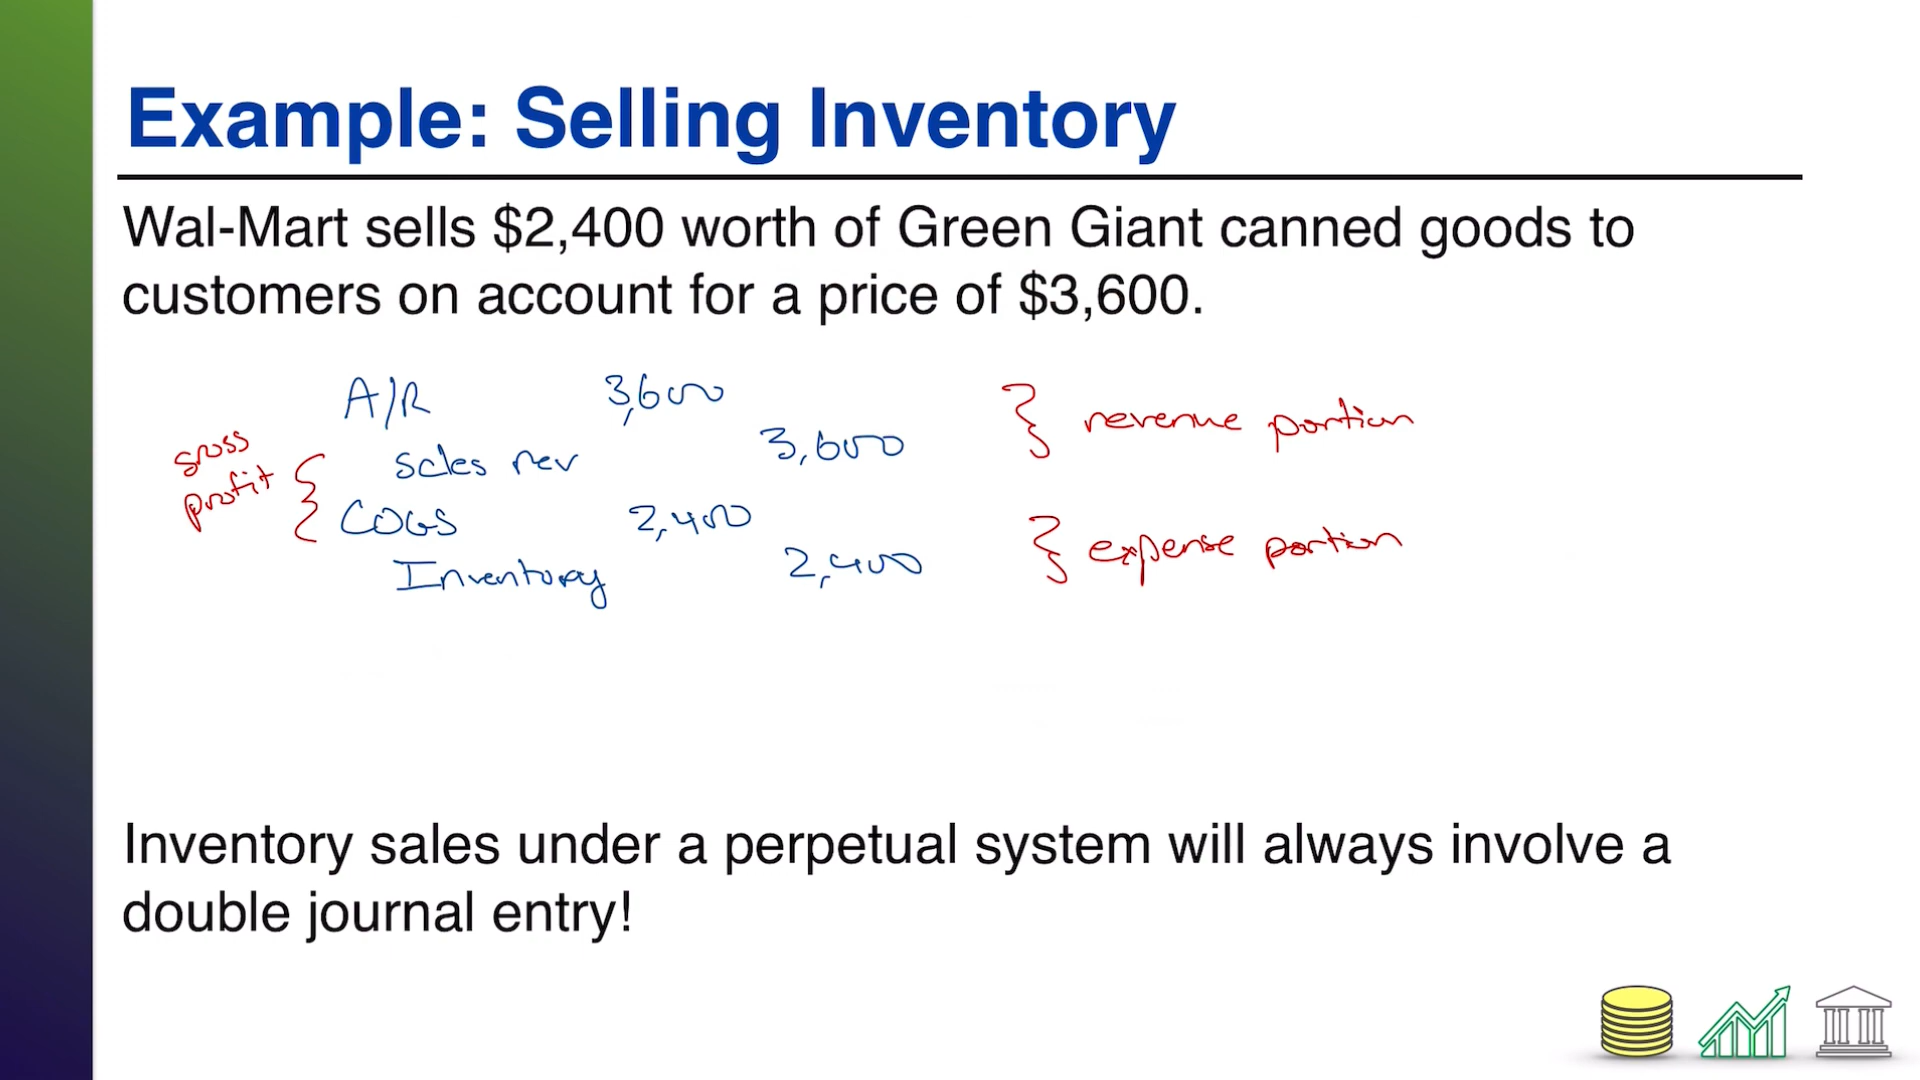 Example: Selling Inventory
Wal-Mart sells $2,400 worth of Green Giant canned goods to
customers on account for a price of $3,600.
A/R 3,600
sales rev 3,600
} revenue portion
gross
profit {
COGS 2,400
Inventory 2,400
} expense portion
Inventory sales under a perpetual system will always involve a
double journal entry!